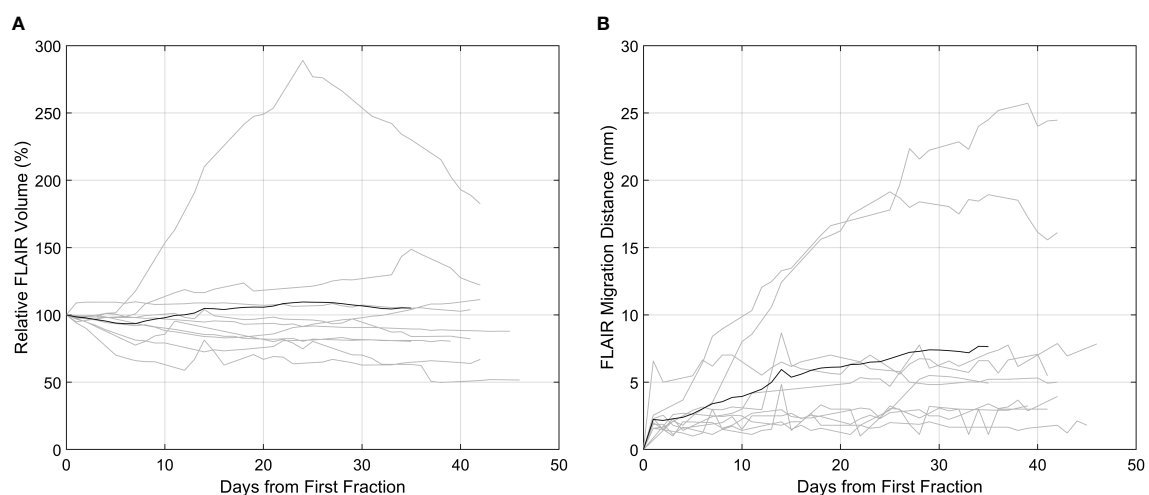 A
300
250
200
150
100
50
0
0 10 20 30 40 50
Relative FLAIR Volume (%)
Days from First Fraction
B
30
25
20
15
10
5
0
0 10 20 30 40 50
FLAIR Migration Distance (mm)
Days from First Fraction